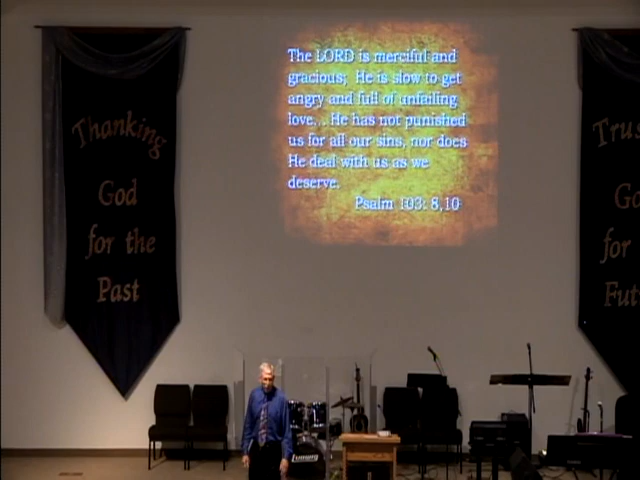 Thanking
God
for the
Past
The LORD is merciful and
gracious; He is slow to get
angry and full of unfailing
love... He has not punished
us for all our sins, nor does
He deal with us as we
deserve.
Psalm 103: 8,10
Trus
Go
for
Fut
Ludwig